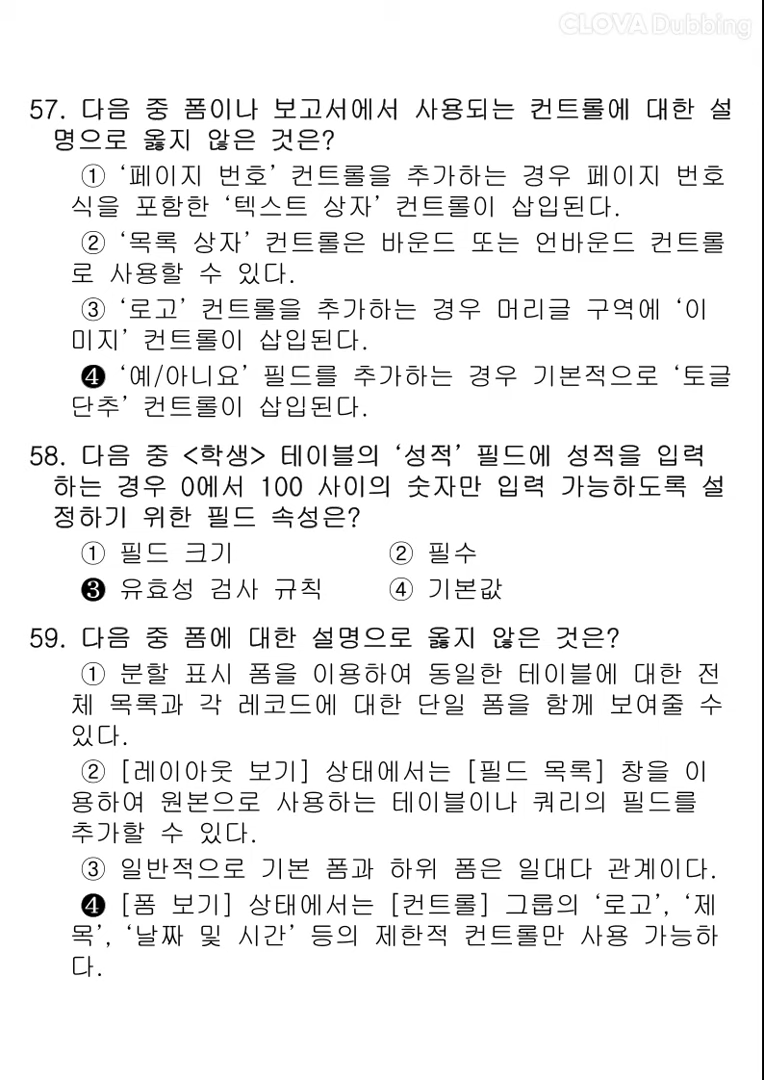 CLOVA Dubbing
57. 다음 중 폼이나 보고서에서 사용되는 컨트롤에 대한 설
명으로 옳지 않은 것은?
① ‘페이지 번호’ 컨트롤을 추가하는 경우 페이지 번호
식을 포함한 ‘텍스트 상자’ 컨트롤이 삽입된다.
② ‘목록 상자’ 컨트롤은 바운드 또는 언바운드 컨트롤
로 사용할 수 있다.
③ ‘로고’ 컨트롤을 추가하는 경우 머리글 구역에 ‘이
미지’ 컨트롤이 삽입된다.
❹ ‘예/아니요’ 필드를 추가하는 경우 기본적으로 ‘토글
단추’ 컨트롤이 삽입된다.
58. 다음 중 <학생> 테이블의 ‘성적’ 필드에 성적을 입력
하는 경우 0에서 100 사이의 숫자만 입력 가능하도록 설
정하기 위한 필드 속성은?
① 필드 크기 ② 필수
❸ 유효성 검사 규칙 ④ 기본값
59. 다음 중 폼에 대한 설명으로 옳지 않은 것은?
① 분할 표시 폼을 이용하여 동일한 테이블에 대한 전
체 목록과 각 레코드에 대한 단일 폼을 함께 보여줄 수
있다.
② [레이아웃 보기] 상태에서는 [필드 목록] 창을 이
용하여 원본으로 사용하는 테이블이나 쿼리의 필드를
추가할 수 있다.
③ 일반적으로 기본 폼과 하위 폼은 일대다 관계이다.
❹ [폼 보기] 상태에서는 [컨트롤] 그룹의 ‘로고’, ‘제
목’, ‘날짜 및 시간’ 등의 제한적 컨트롤만 사용 가능하
다.